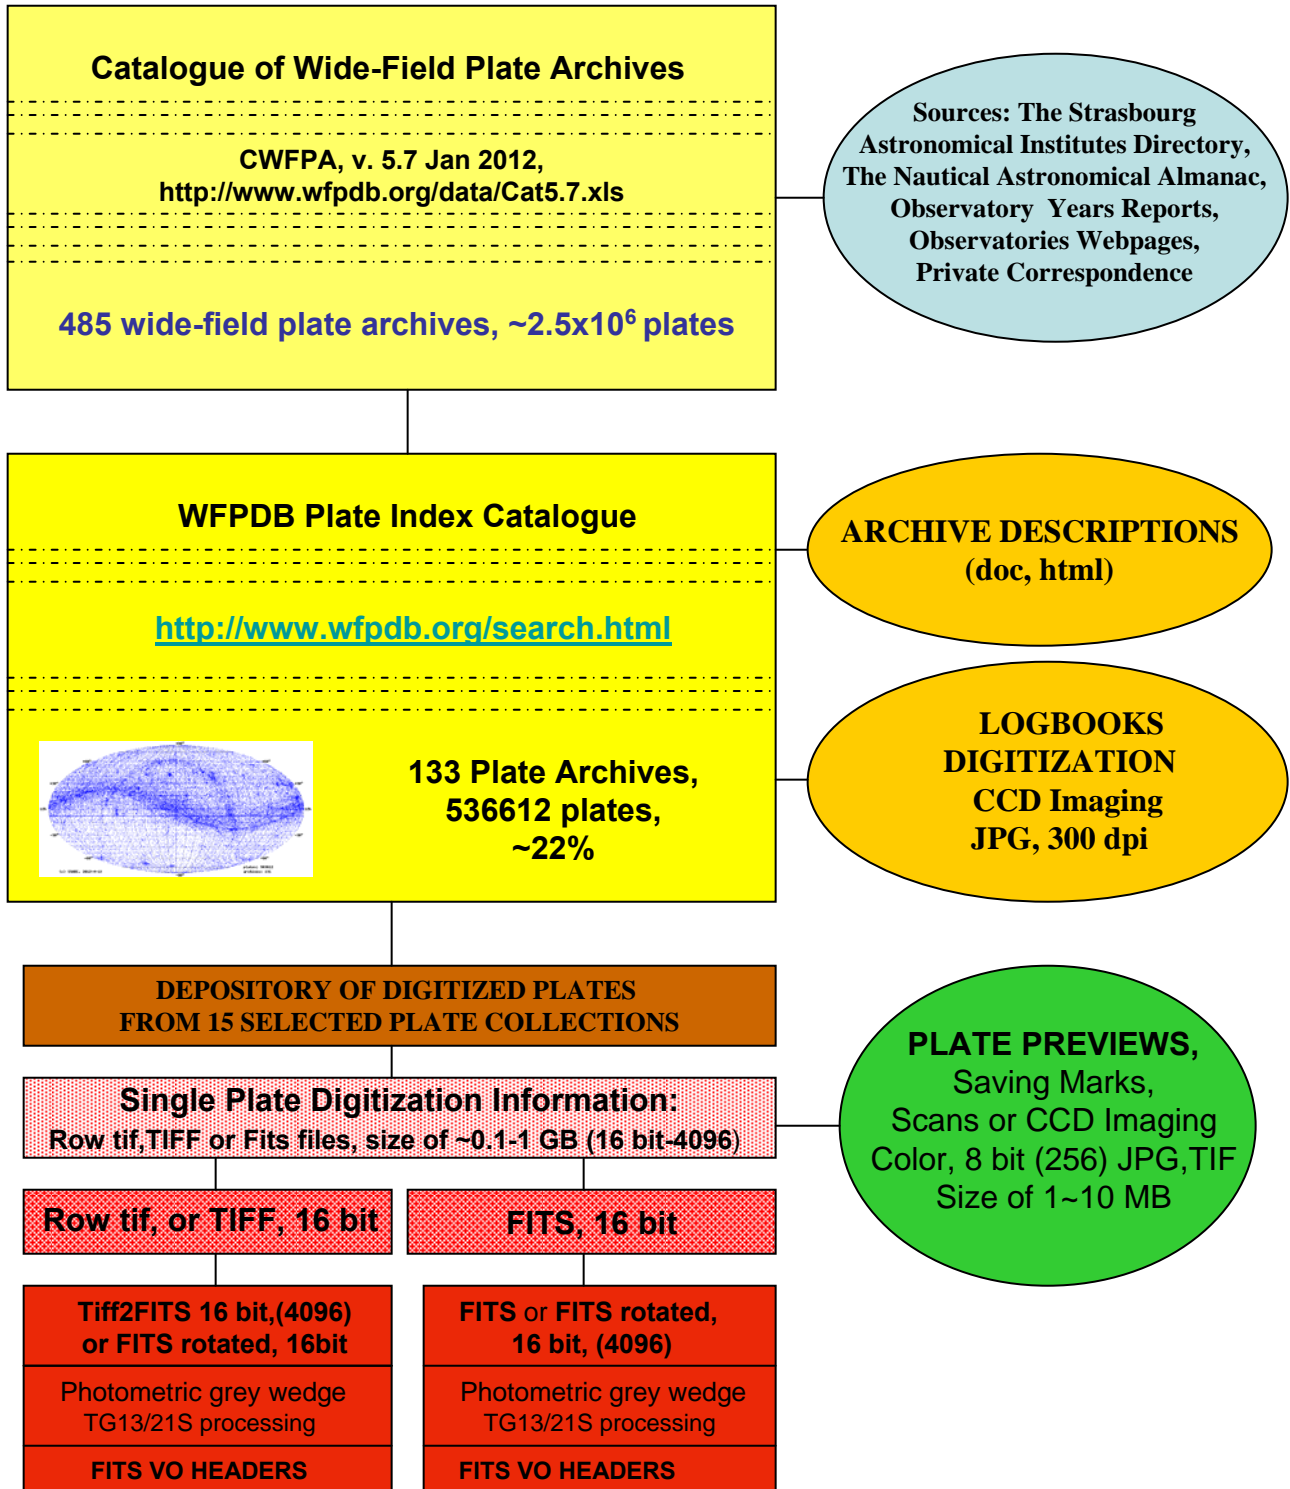 Catalogue of Wide-Field Plate Archives
CWFPA, v. 5.7 Jan 2012,
http://www.wfpdb.org/data/Cat5.7.xls
485 wide-field plate archives, ~2.5x10⁶ plates
Sources: The Strasbourg
Astronomical Institutes Directory,
The Nautical Astronomical Almanac,
Observatory Years Reports,
Observatories Webpages,
Private Correspondence
WFPDB Plate Index Catalogue
http://www.wfpdb.org/search.html
133 Plate Archives,
536612 plates,
~22%
ARCHIVE DESCRIPTIONS
(doc, html)
LOGBOOKS
DIGITIZATION
CCD Imaging
JPG, 300 dpi
DEPOSITORY OF DIGITIZED PLATES
FROM 15 SELECTED PLATE COLLECTIONS
Single Plate Digitization Information:
Row tif,TIFF or Fits files, size of ~0.1-1 GB (16 bit-4096)
PLATE PREVIEWS,
Saving Marks,
Scans or CCD Imaging
Color, 8 bit (256) JPG,TIF
Size of 1~10 MB
Row tif, or TIFF, 16 bit
FITS, 16 bit
Tiff2FITS 16 bit,(4096)
or FITS rotated, 16bit
Photometric grey wedge
TG13/21S processing
FITS VO HEADERS
FITS or FITS rotated,
16 bit, (4096)
Photometric grey wedge
TG13/21S processing
FITS VO HEADERS